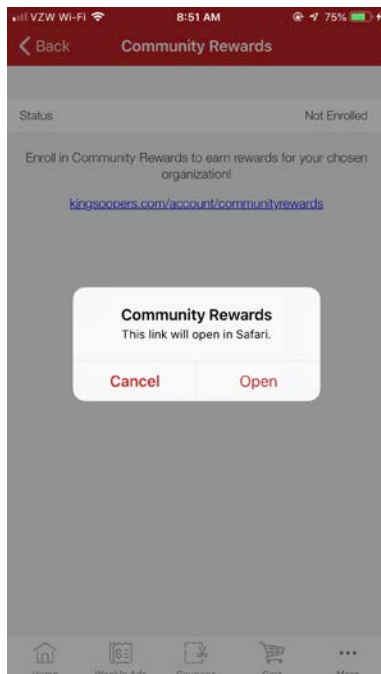 VZW Wi-Fi 8:51 AM 75%
Back Community Rewards
Status Not Enrolled
Enroll in Community Rewards to earn rewards for your chosen
organization!
kingsoopers.com/account/communityrewards
Community Rewards
This link will open in Safari.
Cancel Open